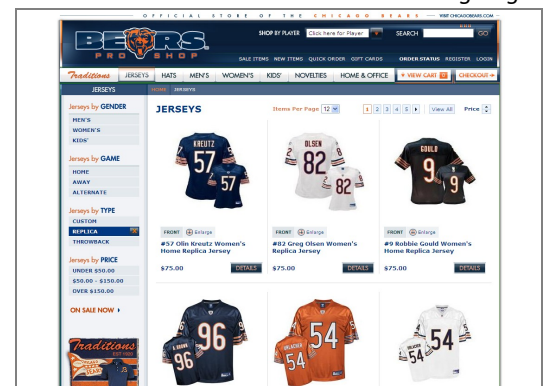 OFFICIAL STORE OF THE CHICAGO BEARS — VISIT CHICAGOBEARS.COM
BEARS
PRO SHOP
SHOP BY PLAYER Click here for Player SEARCH GO
SALE ITEMS NEW ITEMS QUICK ORDER GIFT CARDS ORDER STATUS REGISTER LOGIN
Traditions JERSEYS HATS MEN'S WOMEN'S KIDS' NOVELTIES HOME & OFFICE VIEW CART CHECKOUT
JERSEYS
HOME JERSEYS
Jerseys by GENDER
MEN'S
WOMEN'S
KIDS'
Jerseys by GAME
HOME
AWAY
ALTERNATE
Jerseys by TYPE
CUSTOM
REPLICA
THROWBACK
Jerseys by PRICE
UNDER $50.00
$50.00 - $150.00
OVER $150.00
ON SALE NOW
Traditions
EST 1920
BEARS
JERSEYS
Items Per Page 12 1 2 3 4 5 View All Price
KREUTZ
57
57
OLSEN
82
82
GOULD
9
9
FRONT Enlarge
FRONT Enlarge
FRONT Enlarge
#57 Olin Kreutz Women's
Home Replica Jersey
#82 Greg Olsen Women's
Replica Jersey
#9 Robbie Gould Women's
Home Replica Jersey
$75.00 DETAILS
$75.00 DETAILS
$75.00 DETAILS
96
A. BROWN
96
54
URLACHER
54
54
URLACHER
54